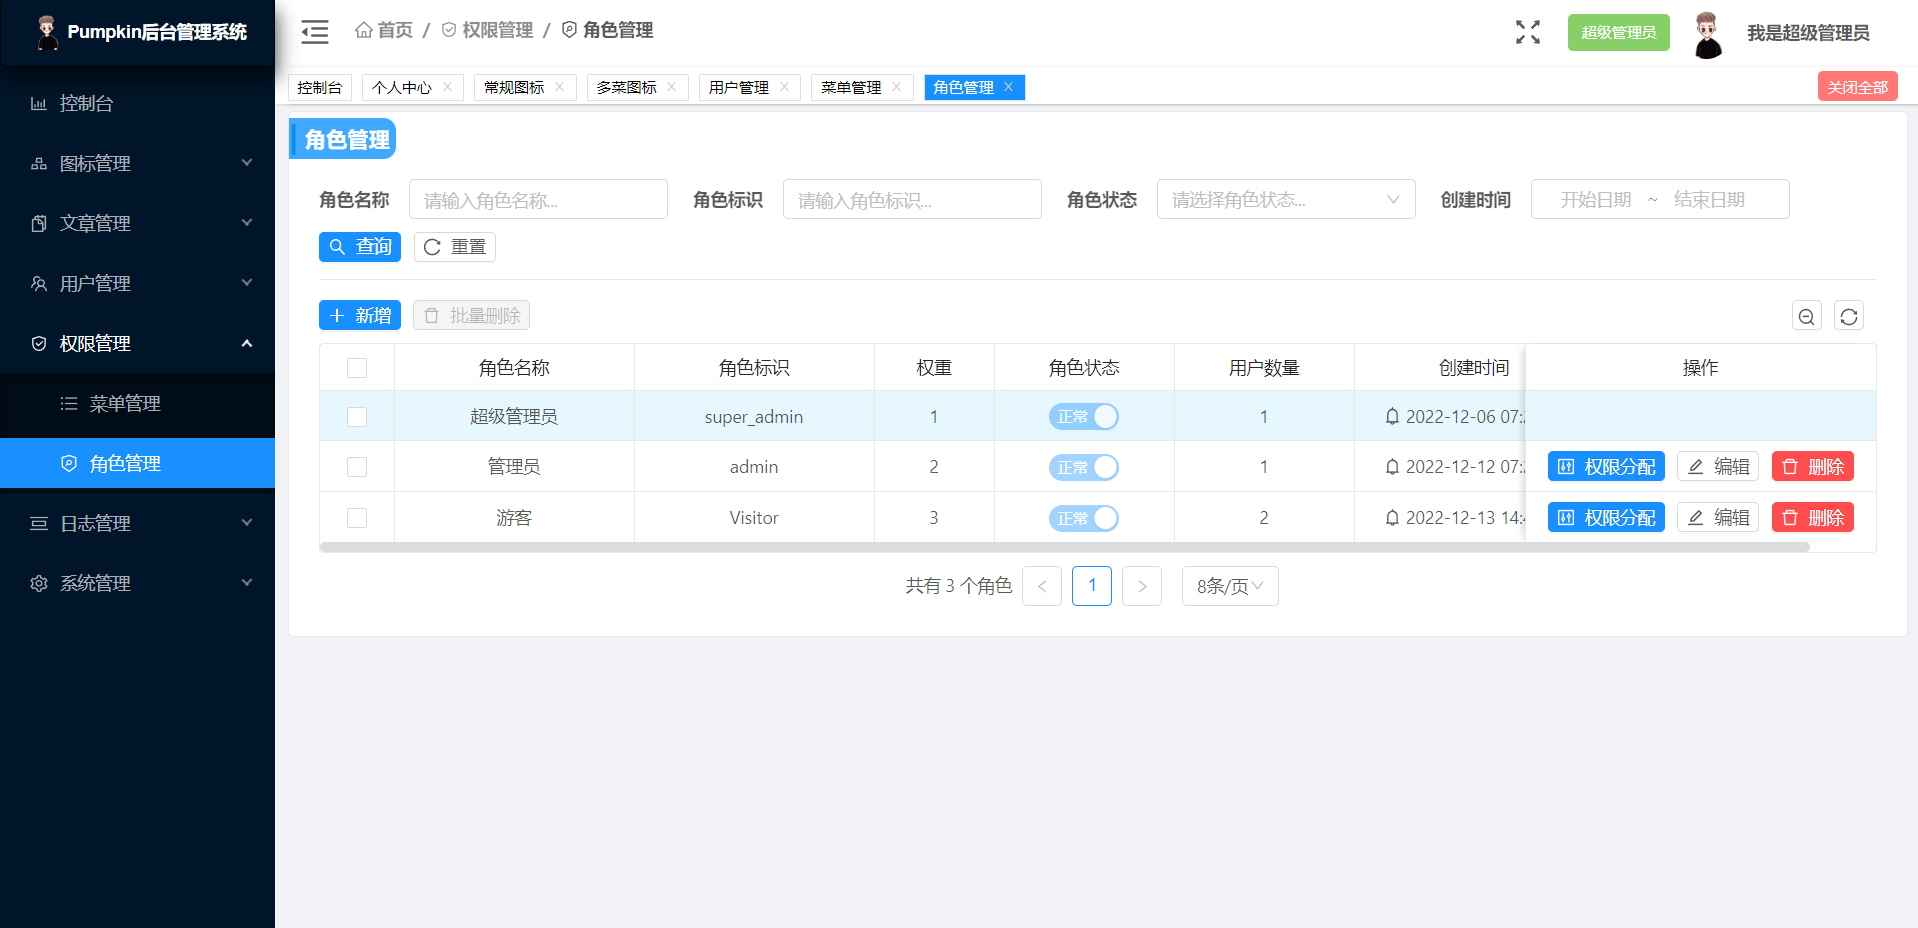 Pumpkin后台管理系统
控制台
图标管理
文章管理
用户管理
权限管理
菜单管理
角色管理
日志管理
系统管理
首页 / 权限管理 / 角色管理
超级管理员
我是超级管理员
控制台 个人中心 常规图标 多菜图标 用户管理 菜单管理 角色管理 关闭全部
角色管理
角色名称 请输入角色名称... 角色标识 请输入角色标识... 角色状态 请选择角色状态... 创建时间 开始日期 ~ 结束日期
查询 重置
新增 批量删除
角色名称 角色标识 权重 角色状态 用户数量 创建时间 操作
超级管理员 super_admin 1 正常 1 2022-12-06 07:
管理员 admin 2 正常 1 2022-12-12 07: 权限分配 编辑 删除
游客 Visitor 3 正常 2 2022-12-13 14: 权限分配 编辑 删除
共有 3 个角色 < 1 > 8条/页